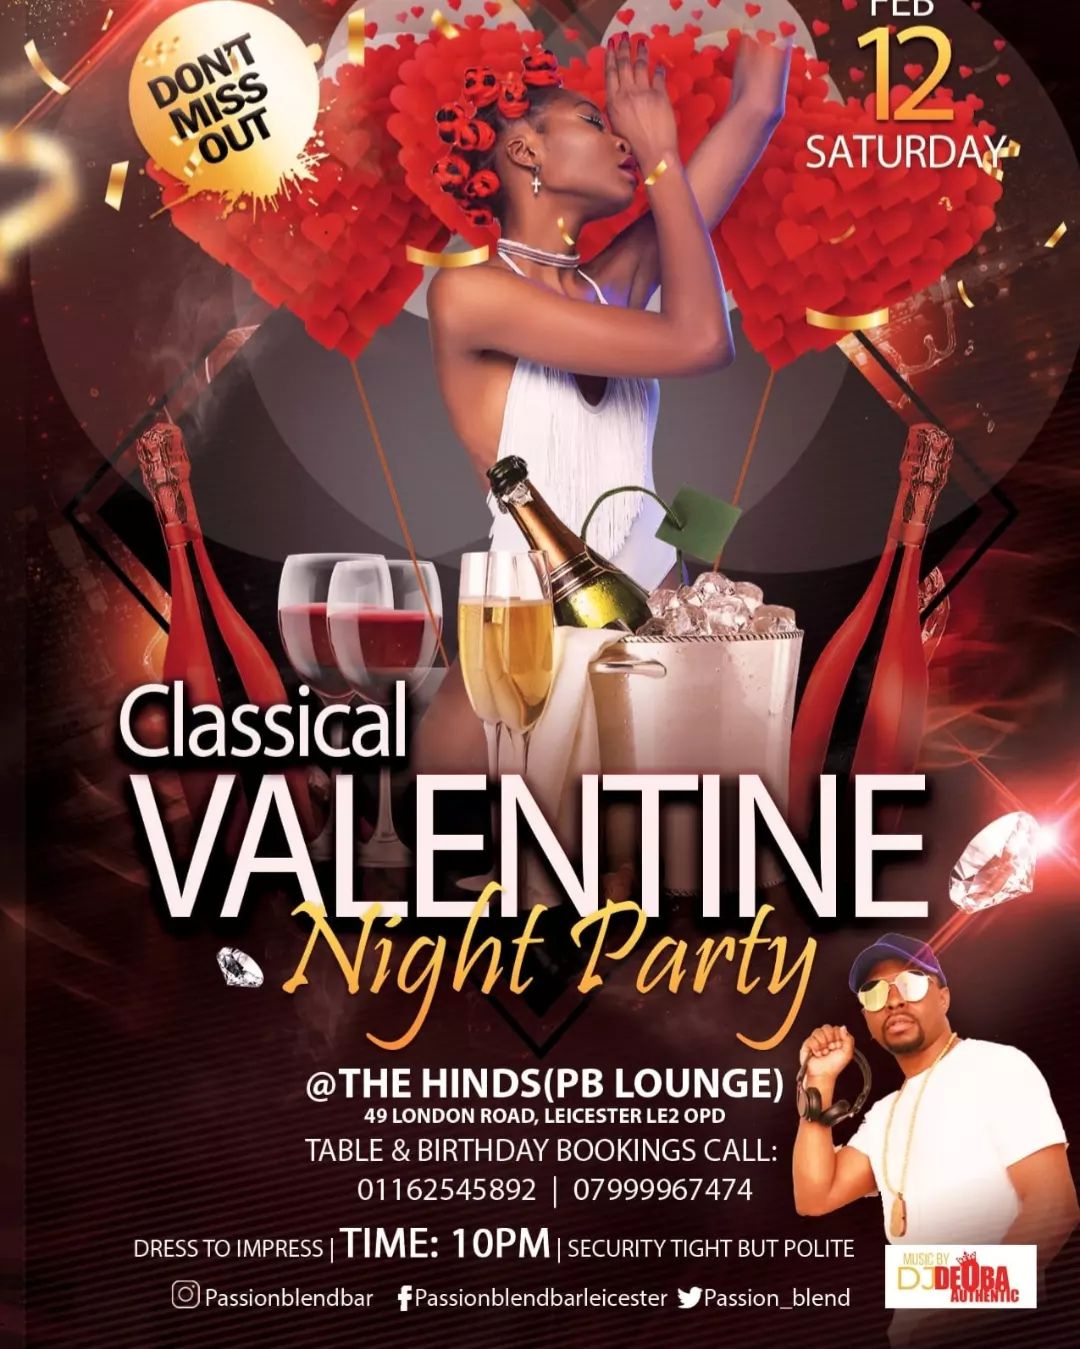 DON'T
MISS
OUT
FEB
12
SATURDAY
Classical
VALENTINE
Night Party
@THE HINDS(PB LOUNGE)
49 LONDON ROAD, LEICESTER LE2 OPD
TABLE & BIRTHDAY BOOKINGS CALL:
01162545892 | 07999967474
DRESS TO IMPRESS | TIME: 10PM | SECURITY TIGHT BUT POLITE
Passionblendbar Passionblendbarleicester Passion_blend
MUSIC BY
DJ DEOBA
AUTHENTIC